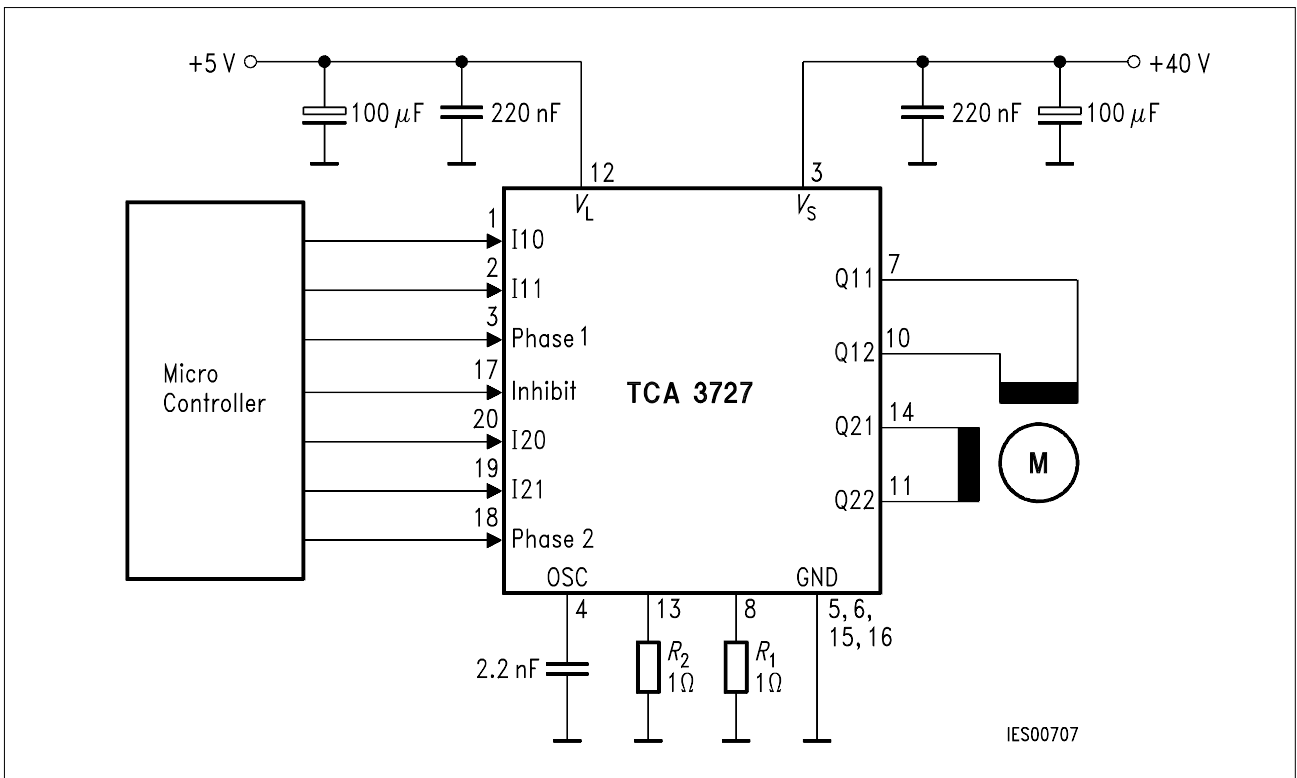 +5 V
+40 V
100 μF
220 nF
220 nF
100 μF
12
3
VL
VS
1
I10
2
I11
3
Phase 1
17
Inhibit
20
I20
19
I21
18
Phase 2
Micro
Controller
TCA 3727
Q11
7
Q12
10
Q21
14
Q22
11
M
OSC
GND
4
13
8
5, 6,
15, 16
2.2 nF
R2
1Ω
R1
1Ω
IES00707